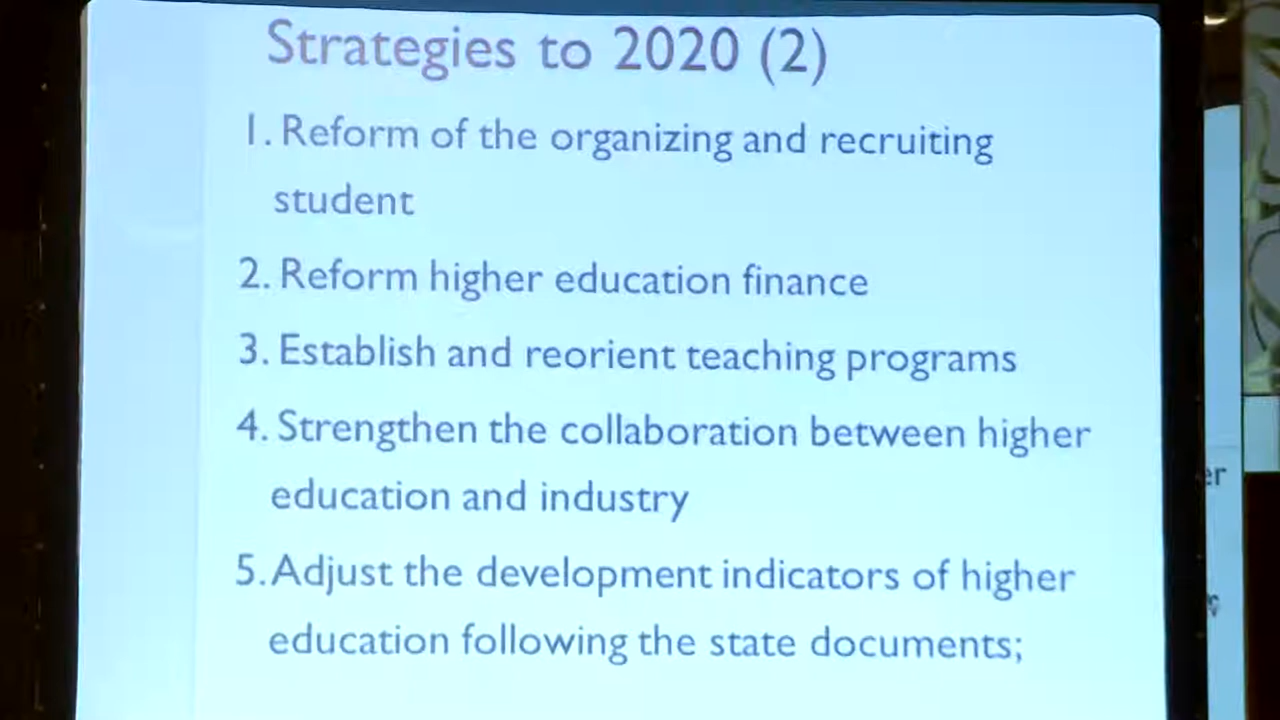 Strategies to 2020 (2)
1. Reform of the organizing and recruiting
student
2. Reform higher education finance
3. Establish and reorient teaching programs
4. Strengthen the collaboration between higher
education and industry
5. Adjust the development indicators of higher
education following the state documents;
er